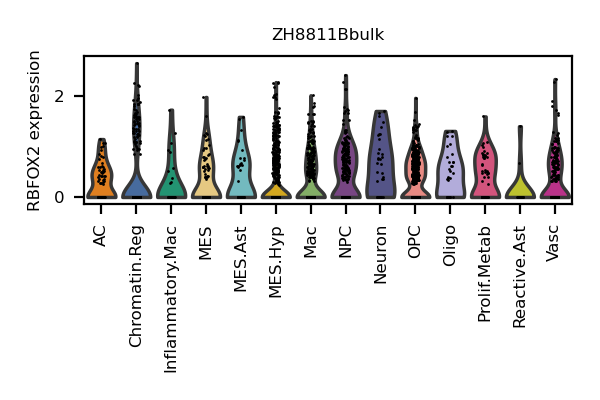 ZH8811Bbulk
RBFOX2 expression
2
0
AC
Chromatin.Reg
Inflammatory.Mac
MES
MES.Ast
MES.Hyp
Mac
NPC
Neuron
OPC
Oligo
Prolif.Metab
Reactive.Ast
Vasc